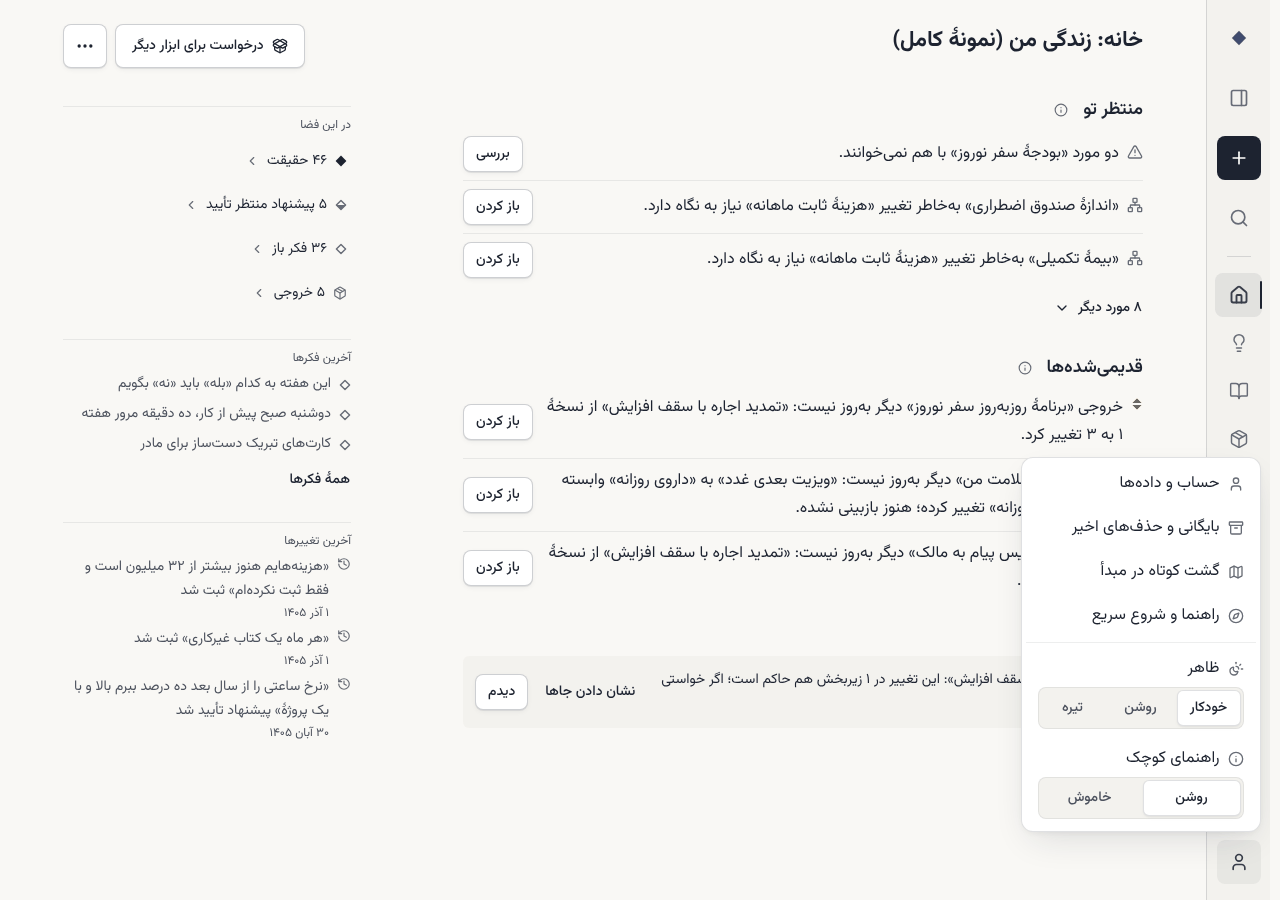 خانه: زندگی من (نمونهٔ کامل)
درخواست برای ابزار دیگر
منتظر تو
دو مورد «بودجهٔ سفر نوروز» با هم نمی‌خوانند.
بررسی
«اندازهٔ صندوق اضطراری» به‌خاطر تغییر «هزینهٔ ثابت ماهانه» نیاز به نگاه دارد.
باز کردن
«بیمهٔ تکمیلی» به‌خاطر تغییر «هزینهٔ ثابت ماهانه» نیاز به نگاه دارد.
باز کردن
۸ مورد دیگر
قدیمی‌شده‌ها
خروجی «برنامهٔ روزبه‌روز سفر نوروز» دیگر به‌روز نیست: «تمدید اجاره با سقف افزایش» از نسخهٔ
۱ به ۳ تغییر کرد.
باز کردن
لامت من» دیگر به‌روز نیست: «ویزیت بعدی غدد» به «داروی روزانه» وابسته
وزانه» تغییر کرده؛ هنوز بازبینی نشده.
باز کردن
یس پیام به مالک» دیگر به‌روز نیست: «تمدید اجاره با سقف افزایش» از نسخهٔ
باز کردن
سقف افزایش»: این تغییر در ۱ زیربخش هم حاکم است؛ اگر خواستی
نشان دادن جاها
دیدم
در این فضا
۴۶ حقیقت
۵ پیشنهاد منتظر تأیید
۳۶ فکر باز
۵ خروجی
آخرین فکرها
این هفته به کدام «بله» باید «نه» بگویم
دوشنبه صبح پیش از کار، ده دقیقه مرور هفته
کارت‌های تبریک دست‌ساز برای مادر
همهٔ فکرها
آخرین تغییرها
«هزینه‌هایم هنوز بیشتر از ۳۲ میلیون است و
فقط ثبت نکرده‌ام» ثبت شد
۱ آذر ۱۴۰۵
«هر ماه یک کتاب غیرکاری» ثبت شد
۱ آذر ۱۴۰۵
«نرخ ساعتی را از سال بعد ده درصد ببرم بالا و با
یک پروژهٔ» پیشنهاد تأیید شد
۳۰ آبان ۱۴۰۵
حساب و داده‌ها
بایگانی و حذف‌های اخیر
گشت کوتاه در مبدأ
راهنما و شروع سریع
ظاهر
خودکار
روشن
تیره
راهنمای کوچک
روشن
خاموش